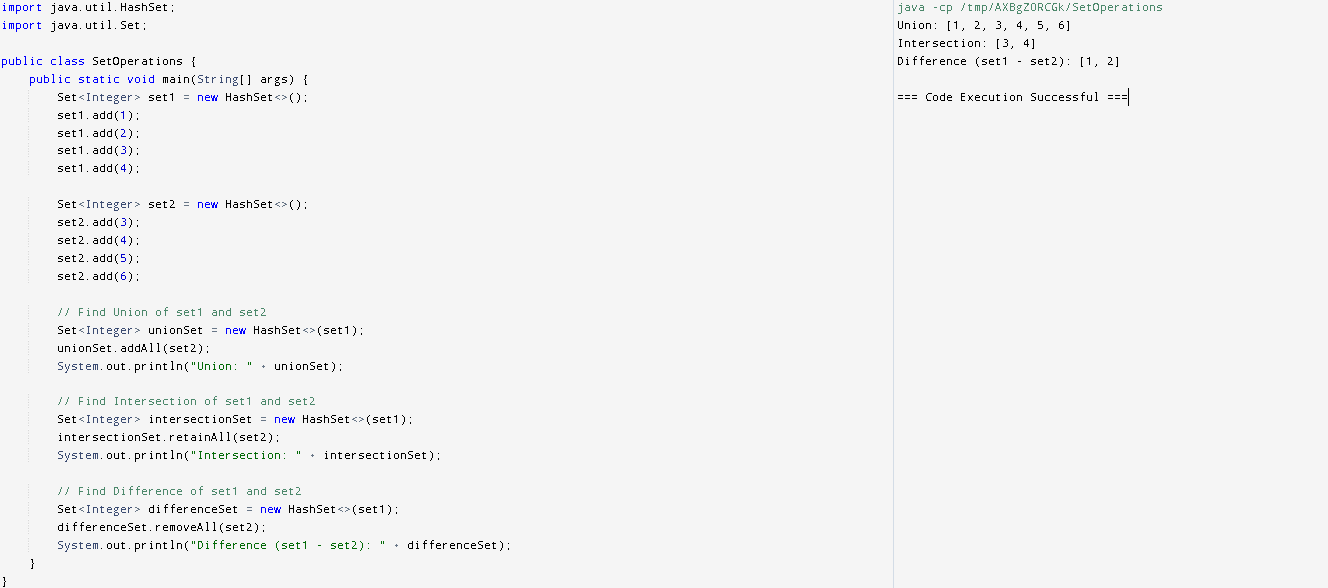 import java.util.HashSet;
import java.util.Set;
public class SetOperations {
public static void main(String[] args) {
Set<Integer> set1 = new HashSet<>();
set1.add(1);
set1.add(2);
set1.add(3);
set1.add(4);
Set<Integer> set2 = new HashSet<>();
set2.add(3);
set2.add(4);
set2.add(5);
set2.add(6);
// Find Union of set1 and set2
Set<Integer> unionSet = new HashSet<>(set1);
unionSet.addAll(set2);
System.out.println("Union: " + unionSet);
// Find Intersection of set1 and set2
Set<Integer> intersectionSet = new HashSet<>(set1);
intersectionSet.retainAll(set2);
System.out.println("Intersection: " + intersectionSet);
// Find Difference of set1 and set2
Set<Integer> differenceSet = new HashSet<>(set1);
differenceSet.removeAll(set2);
System.out.println("Difference (set1 - set2): " + differenceSet);
}
}
java -cp /tmp/AXBgZORCGk/SetOperations
Union: [1, 2, 3, 4, 5, 6]
Intersection: [3, 4]
Difference (set1 - set2): [1, 2]
=== Code Execution Successful ===